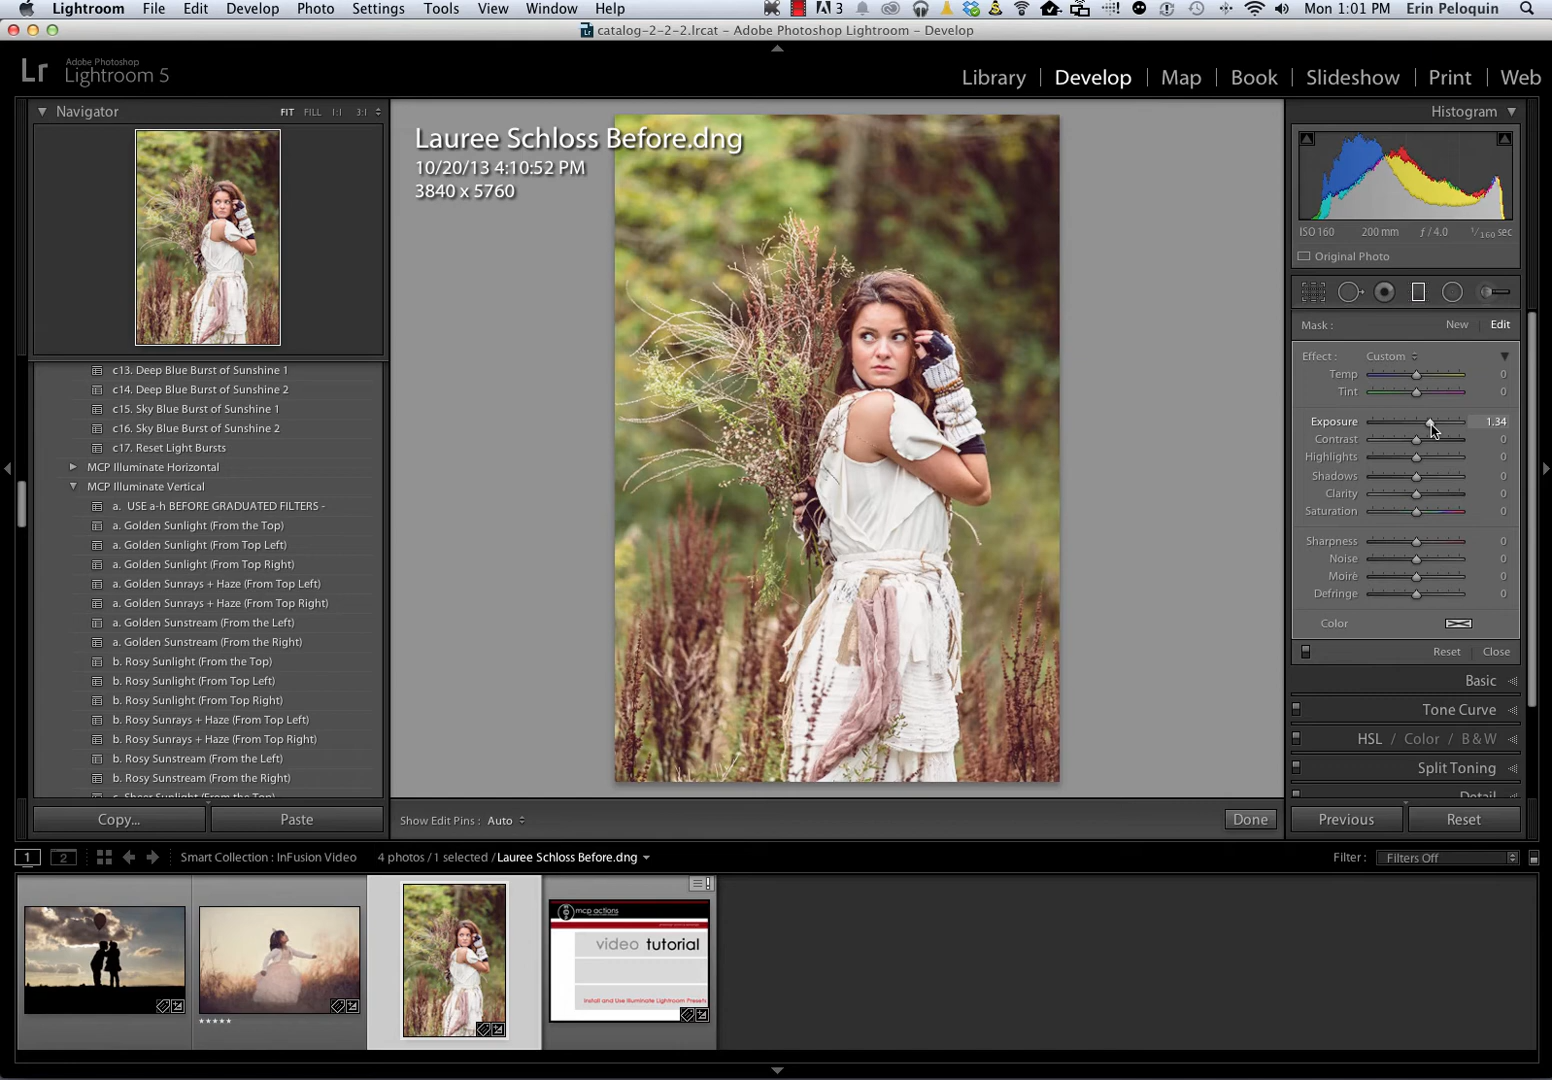 Lightroom File Edit Develop Photo Settings Tools View Window Help 3 Mon 1:01 PM Erin Peloquin
catalog-2-2-2.lrcat – Adobe Photoshop Lightroom – Develop
Lr Adobe Photoshop
Lightroom 5
Library | Develop | Map | Book | Slideshow | Print | Web
Navigator FIT FILL 1:1 3:1
Histogram
Lauree Schloss Before.dng
10/20/13 4:10:52 PM
3840 x 5760
ISO 160 200 mm ƒ / 4.0 1/160 sec
Original Photo
Mask : New Edit
Effect : Custom
Temp 0
Tint 0
Exposure 1.34
Contrast 0
Highlights 0
Shadows 0
Clarity 0
Saturation 0
Sharpness 0
Noise 0
Moiré 0
Defringe 0
Color
Reset Close
Basic
Tone Curve
HSL / Color / B & W
Split Toning
Detail
Previous Reset
c13. Deep Blue Burst of Sunshine 1
c14. Deep Blue Burst of Sunshine 2
c15. Sky Blue Burst of Sunshine 1
c16. Sky Blue Burst of Sunshine 2
c17. Reset Light Bursts
MCP Illuminate Horizontal
MCP Illuminate Vertical
a. USE a-h BEFORE GRADUATED FILTERS -
a. Golden Sunlight (From the Top)
a. Golden Sunlight (From Top Left)
a. Golden Sunlight (From Top Right)
a. Golden Sunrays + Haze (From Top Left)
a. Golden Sunrays + Haze (From Top Right)
a. Golden Sunstream (From the Left)
a. Golden Sunstream (From the Right)
b. Rosy Sunlight (From the Top)
b. Rosy Sunlight (From Top Left)
b. Rosy Sunlight (From Top Right)
b. Rosy Sunrays + Haze (From Top Left)
b. Rosy Sunrays + Haze (From Top Right)
b. Rosy Sunstream (From the Left)
b. Rosy Sunstream (From the Right)
c. Sheer Sunlight (From the Top)
Copy... Paste
Show Edit Pins : Auto Done
1 2 Smart Collection : InFusion Video 4 photos / 1 selected / Lauree Schloss Before.dng Filter : Filters Off
mcp actions
video tutorial
Install and Use Illuminate Lightroom Presets